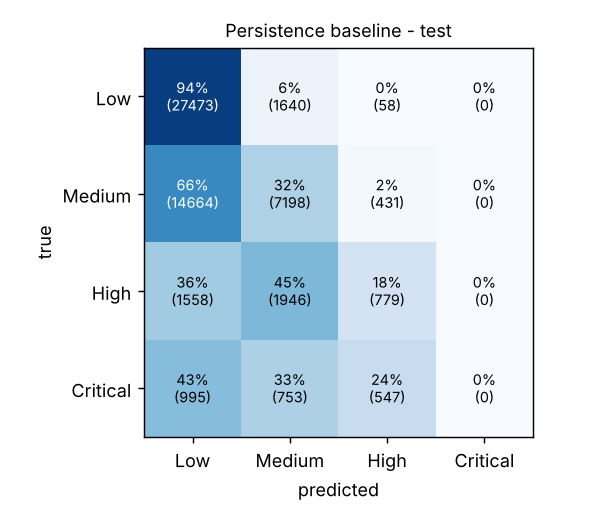 Persistence baseline - test
true
Low
94%
(27473)
6%
(1640)
0%
(58)
0%
(0)
Medium
66%
(14664)
32%
(7198)
2%
(431)
0%
(0)
High
36%
(1558)
45%
(1946)
18%
(779)
0%
(0)
Critical
43%
(995)
33%
(753)
24%
(547)
0%
(0)
Low
Medium
High
Critical
predicted